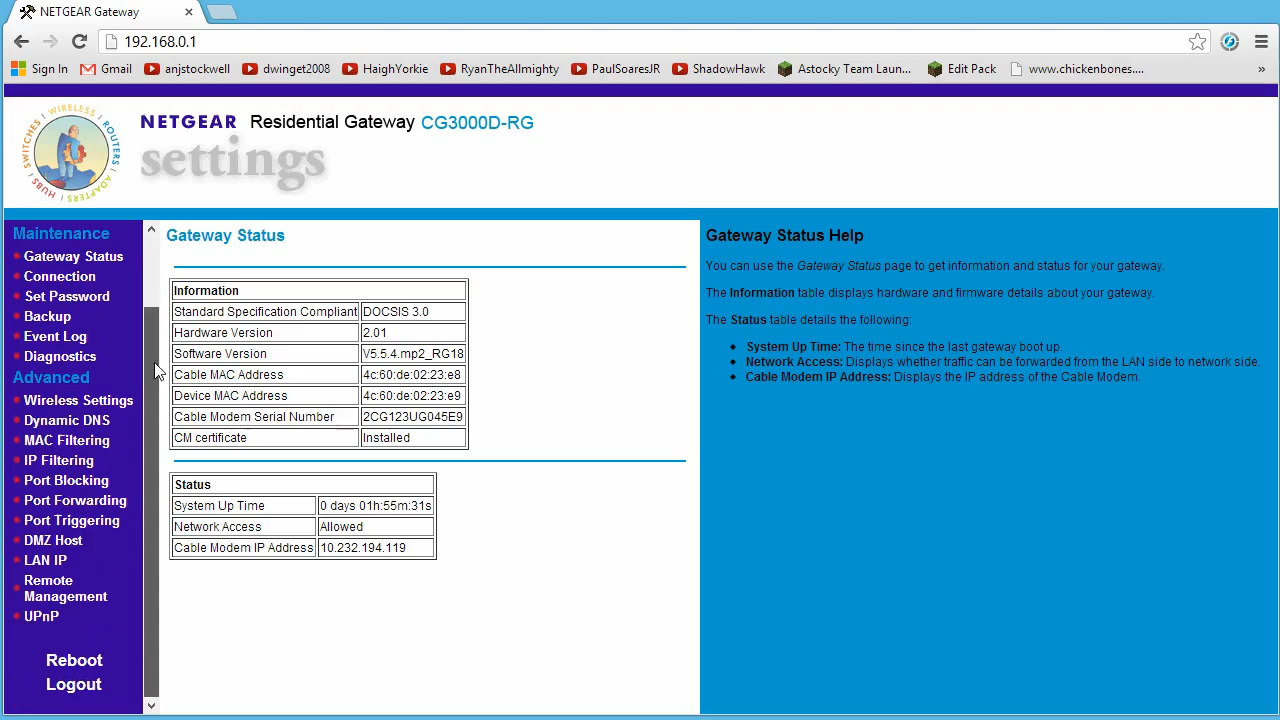 NETGEAR Gateway
192.168.0.1
Sign In Gmail anjstockwell dwinget2008 HaighYorkie RyanTheAllmighty PaulSoaresJR ShadowHawk Astocky Team Laun... Edit Pack www.chickenbones.... »
SWITCHES | WIRELESS | ROUTERS | ADAPTERS | HUBS |
NETGEAR Residential Gateway CG3000D-RG
settings
Maintenance
Gateway Status
Connection
Set Password
Backup
Event Log
Diagnostics
Advanced
Wireless Settings
Dynamic DNS
MAC Filtering
IP Filtering
Port Blocking
Port Forwarding
Port Triggering
DMZ Host
LAN IP
Remote
Management
UPnP
Reboot
Logout
Gateway Status
Information
Standard Specification Compliant DOCSIS 3.0
Hardware Version 2.01
Software Version V5.5.4.mp2_RG18
Cable MAC Address 4c:60:de:02:23:e8
Device MAC Address 4c:60:de:02:23:e9
Cable Modem Serial Number 2CG123UG045E9
CM certificate Installed
Status
System Up Time 0 days 01h:55m:31s
Network Access Allowed
Cable Modem IP Address 10.232.194.119
Gateway Status Help
You can use the Gateway Status page to get information and status for your gateway.
The Information table displays hardware and firmware details about your gateway.
The Status table details the following:
• System Up Time: The time since the last gateway boot up.
• Network Access: Displays whether traffic can be forwarded from the LAN side to network side.
• Cable Modem IP Address: Displays the IP address of the Cable Modem.